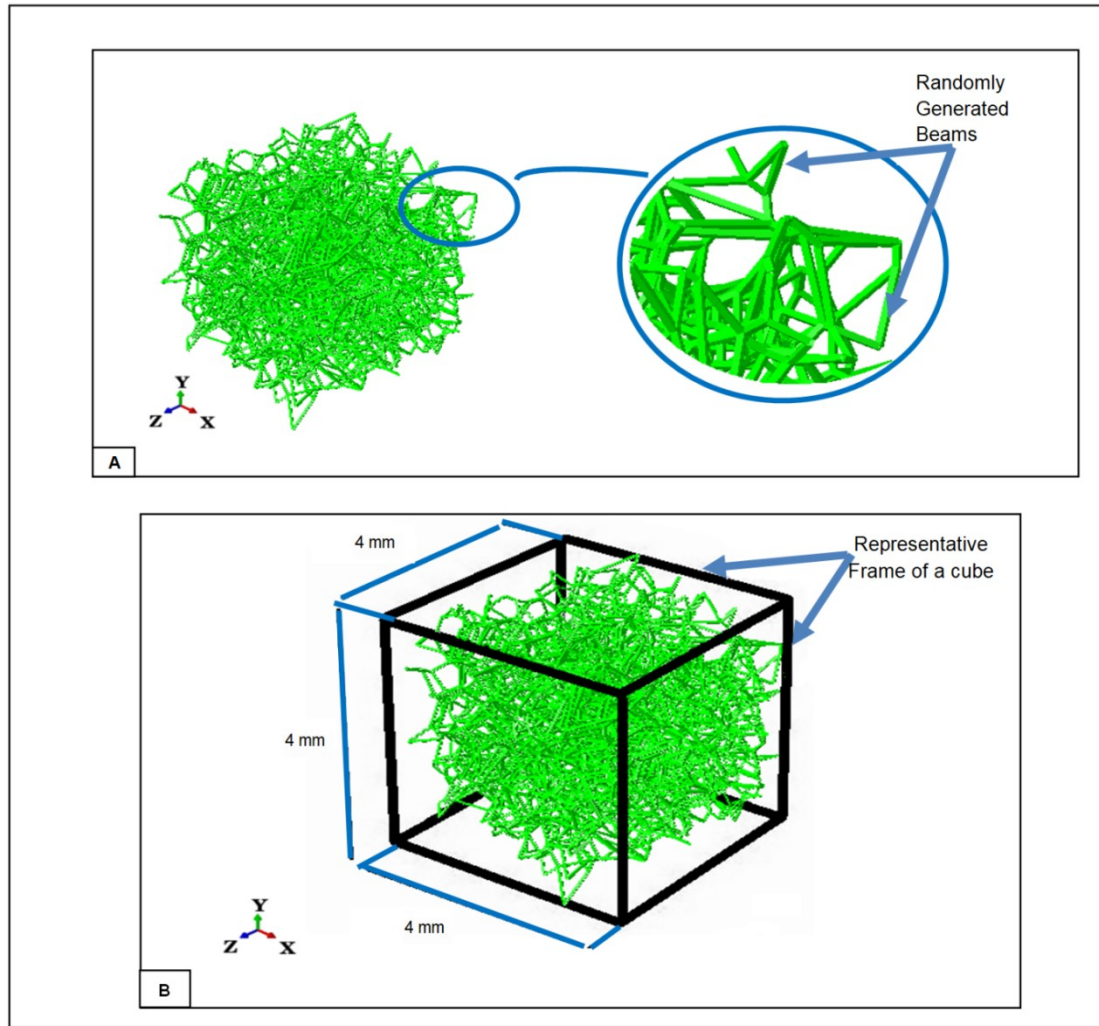 Randomly
Generated
Beams
Y
Z
X
A
4 mm
Representative
Frame of a cube
4 mm
4 mm
Y
Z
X
B